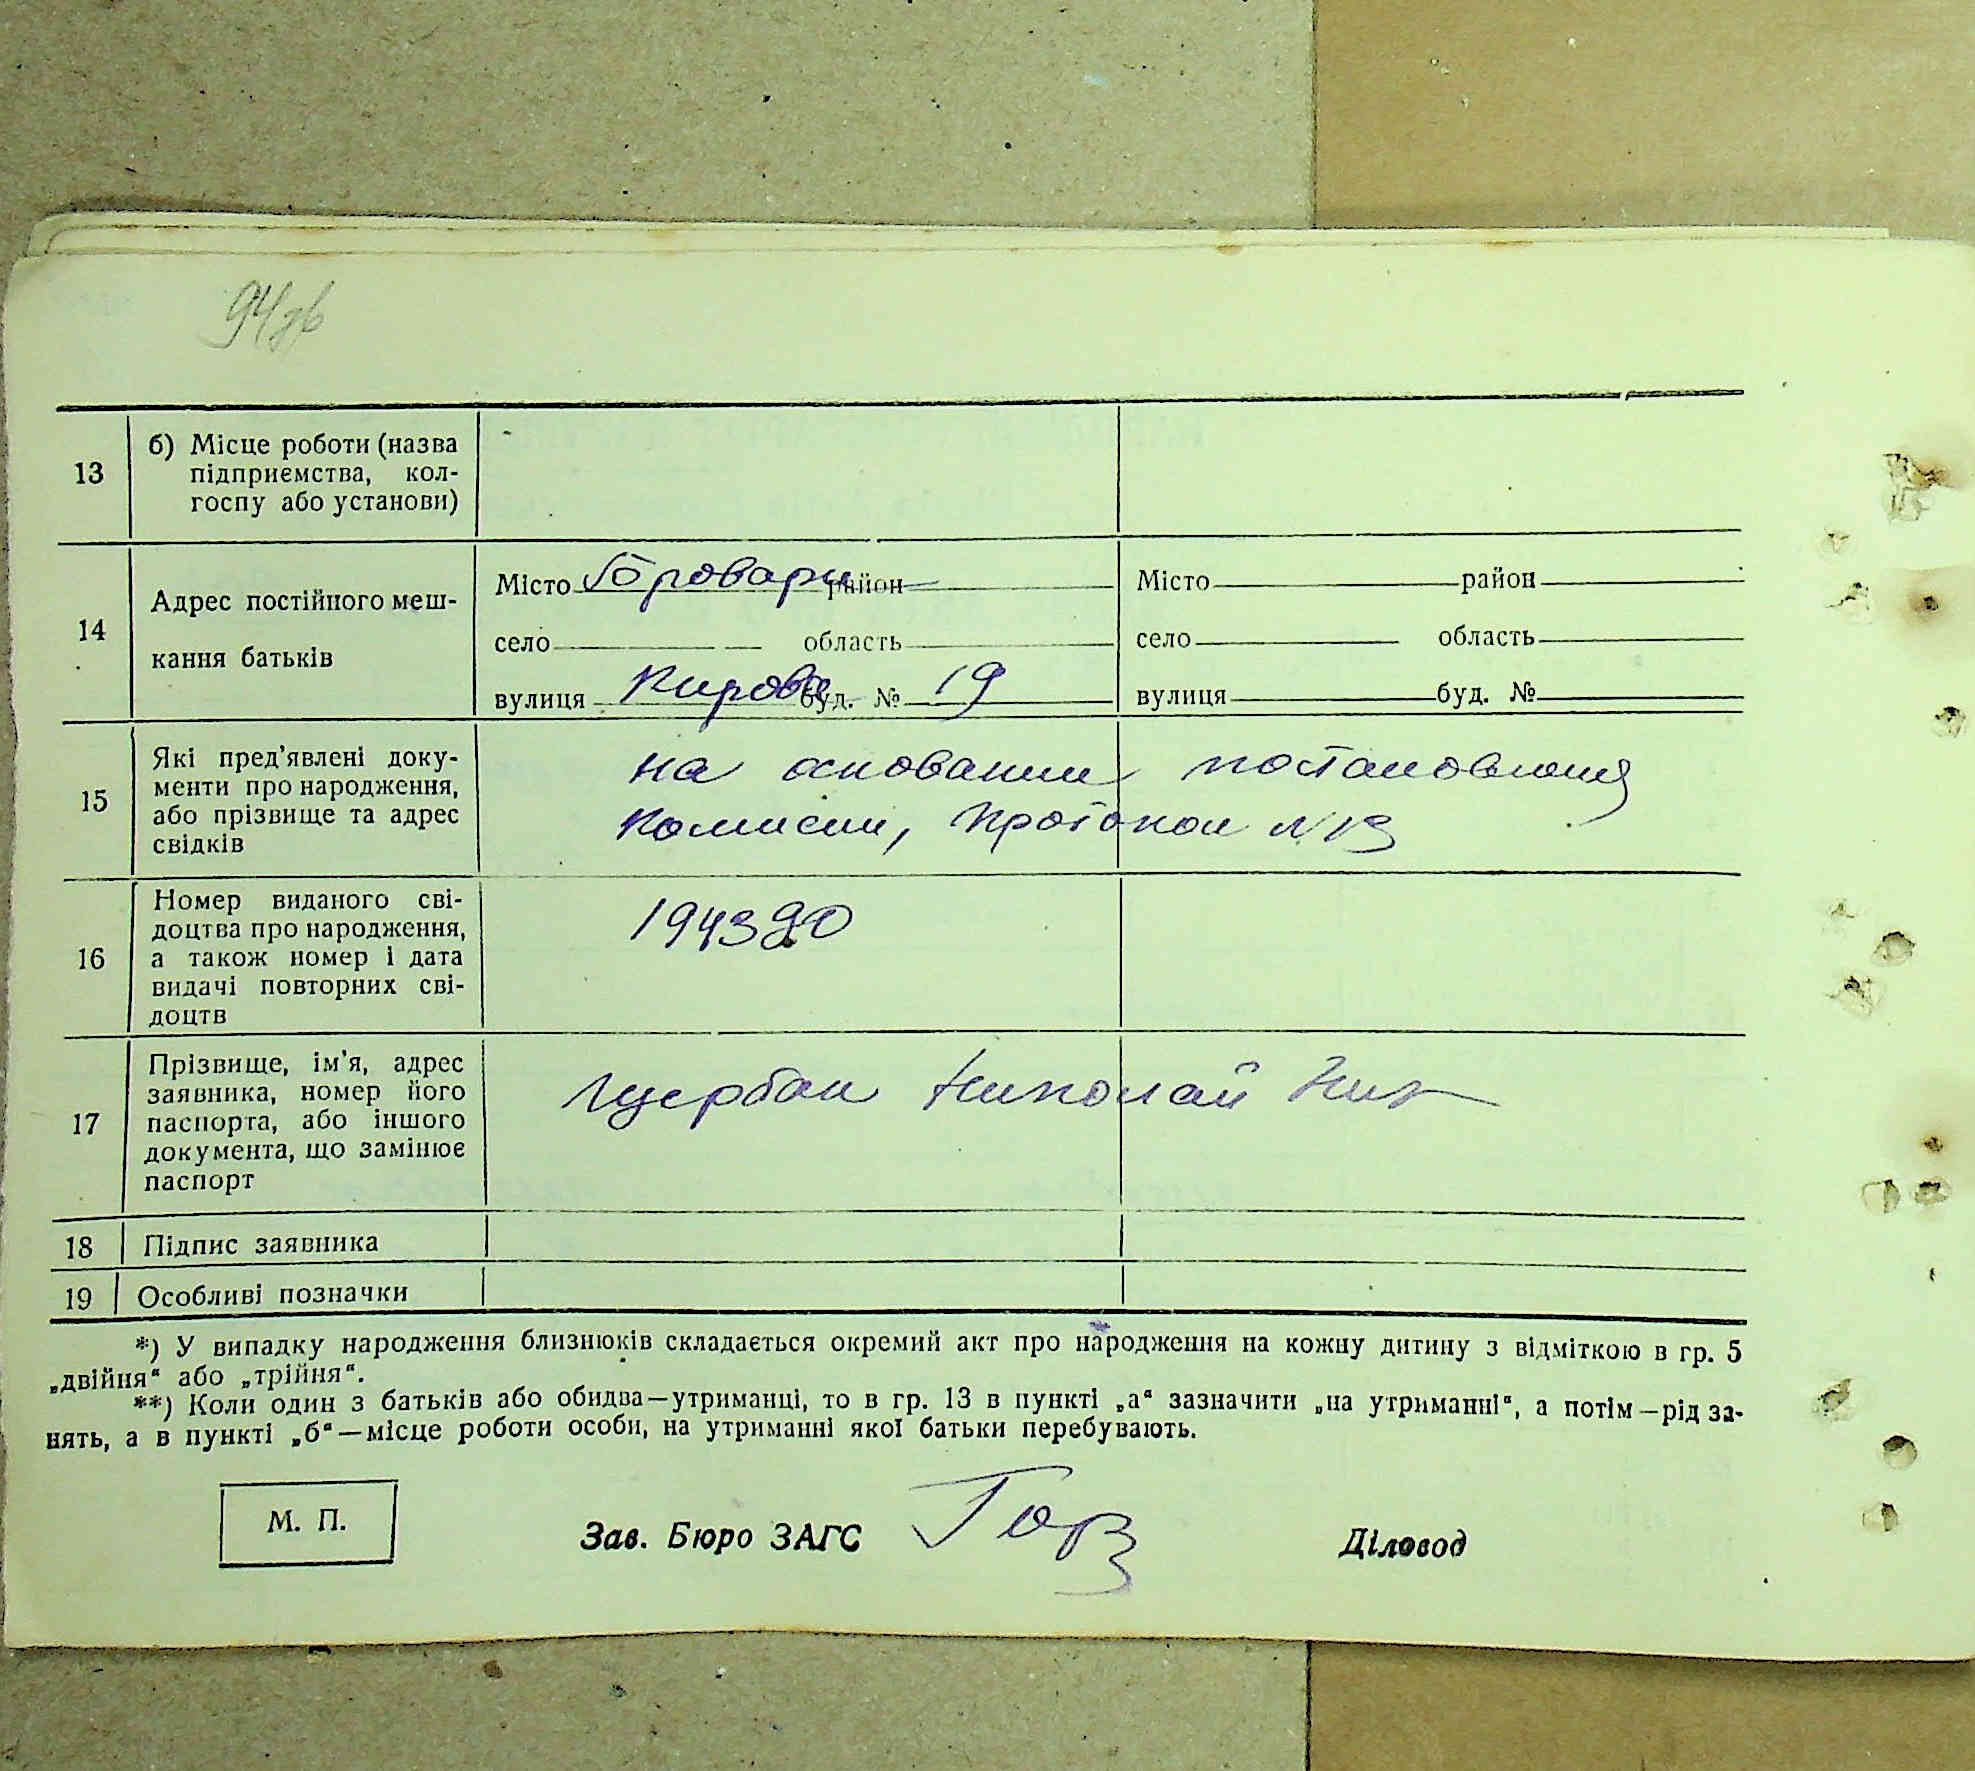 94зв
13
б) Місце роботи (назва
підприємства, кол-
госпу або установи)
14
Адрес постійного меш-
кання батьків
Місто Бровари район
село область
вулиця Кирова буд. № 19
Місто район
село область
вулиця буд. №
15
Які пред’явлені доку-
менти про народження,
або прізвище та адрес
свідків
на основании постановления
комисии, протокол N 13
16
Номер виданого сві-
доцтва про народження,
а також номер і дата
видачі повторних сві-
доцтв
194390
17
Прізвище, ім’я, адрес
заявника, номер його
паспорта, або іншого
документа, що замінює
паспорт
Щербак Николай Ник
18
Підпис заявника
19
Особливі позначки
*) У випадку народження близнюків складається окремий акт про народження на кожну дитину з відміткою в гр. 5
„двійня“ або „трійня“.
**) Коли один з батьків або обидва—утриманці, то в гр. 13 в пункті „а“ зазначити „на утриманні“, а потім—рід за-
нять, а в пункті „б“—місце роботи особи, на утриманні якої батьки перебувають.
М. П.
Зав. Бюро ЗАГС
Діловод